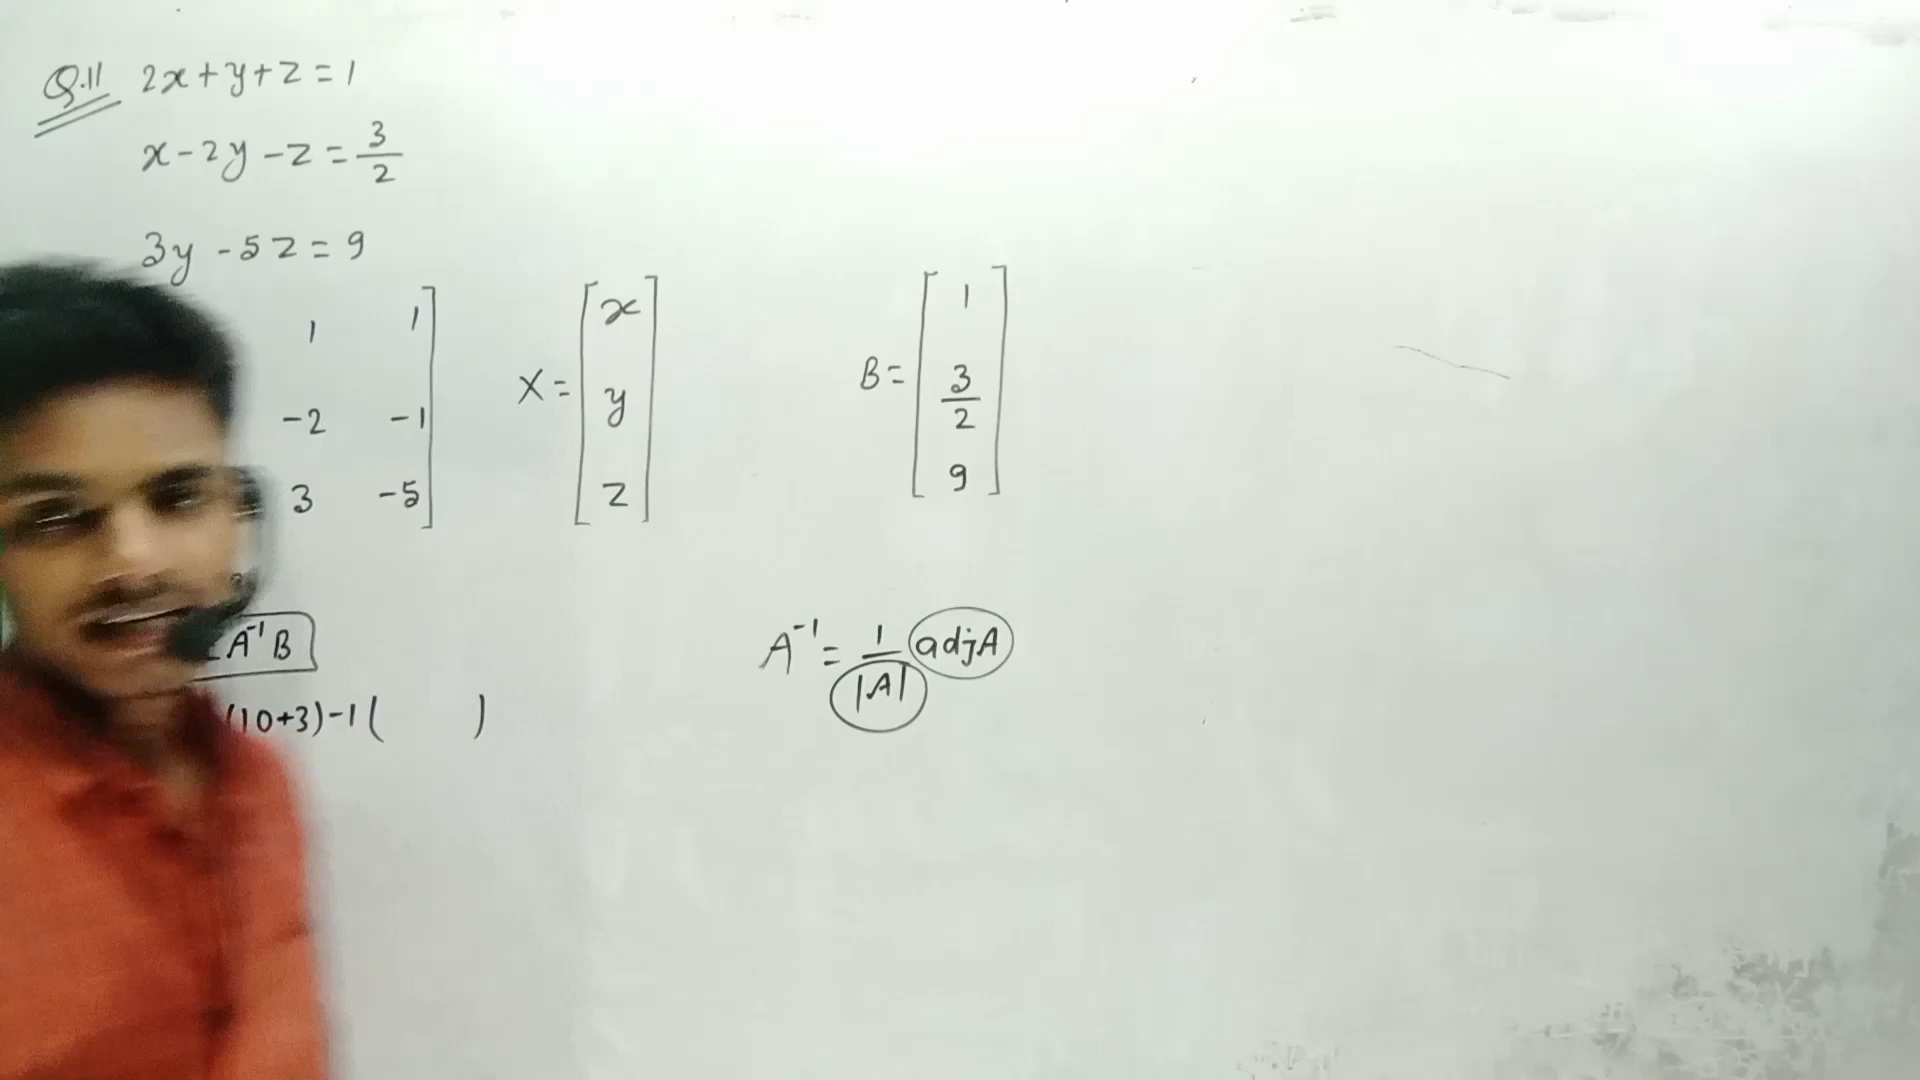 Q.11 2x+y+z=1
x-2y-z=3/2
3y-5z=9
1 1
-2 -1
3 -5
X=[x y z]
B=[1 3/2 9]
A⁻¹B
A⁻¹=1/|A| adjA
(10+3)-1( )